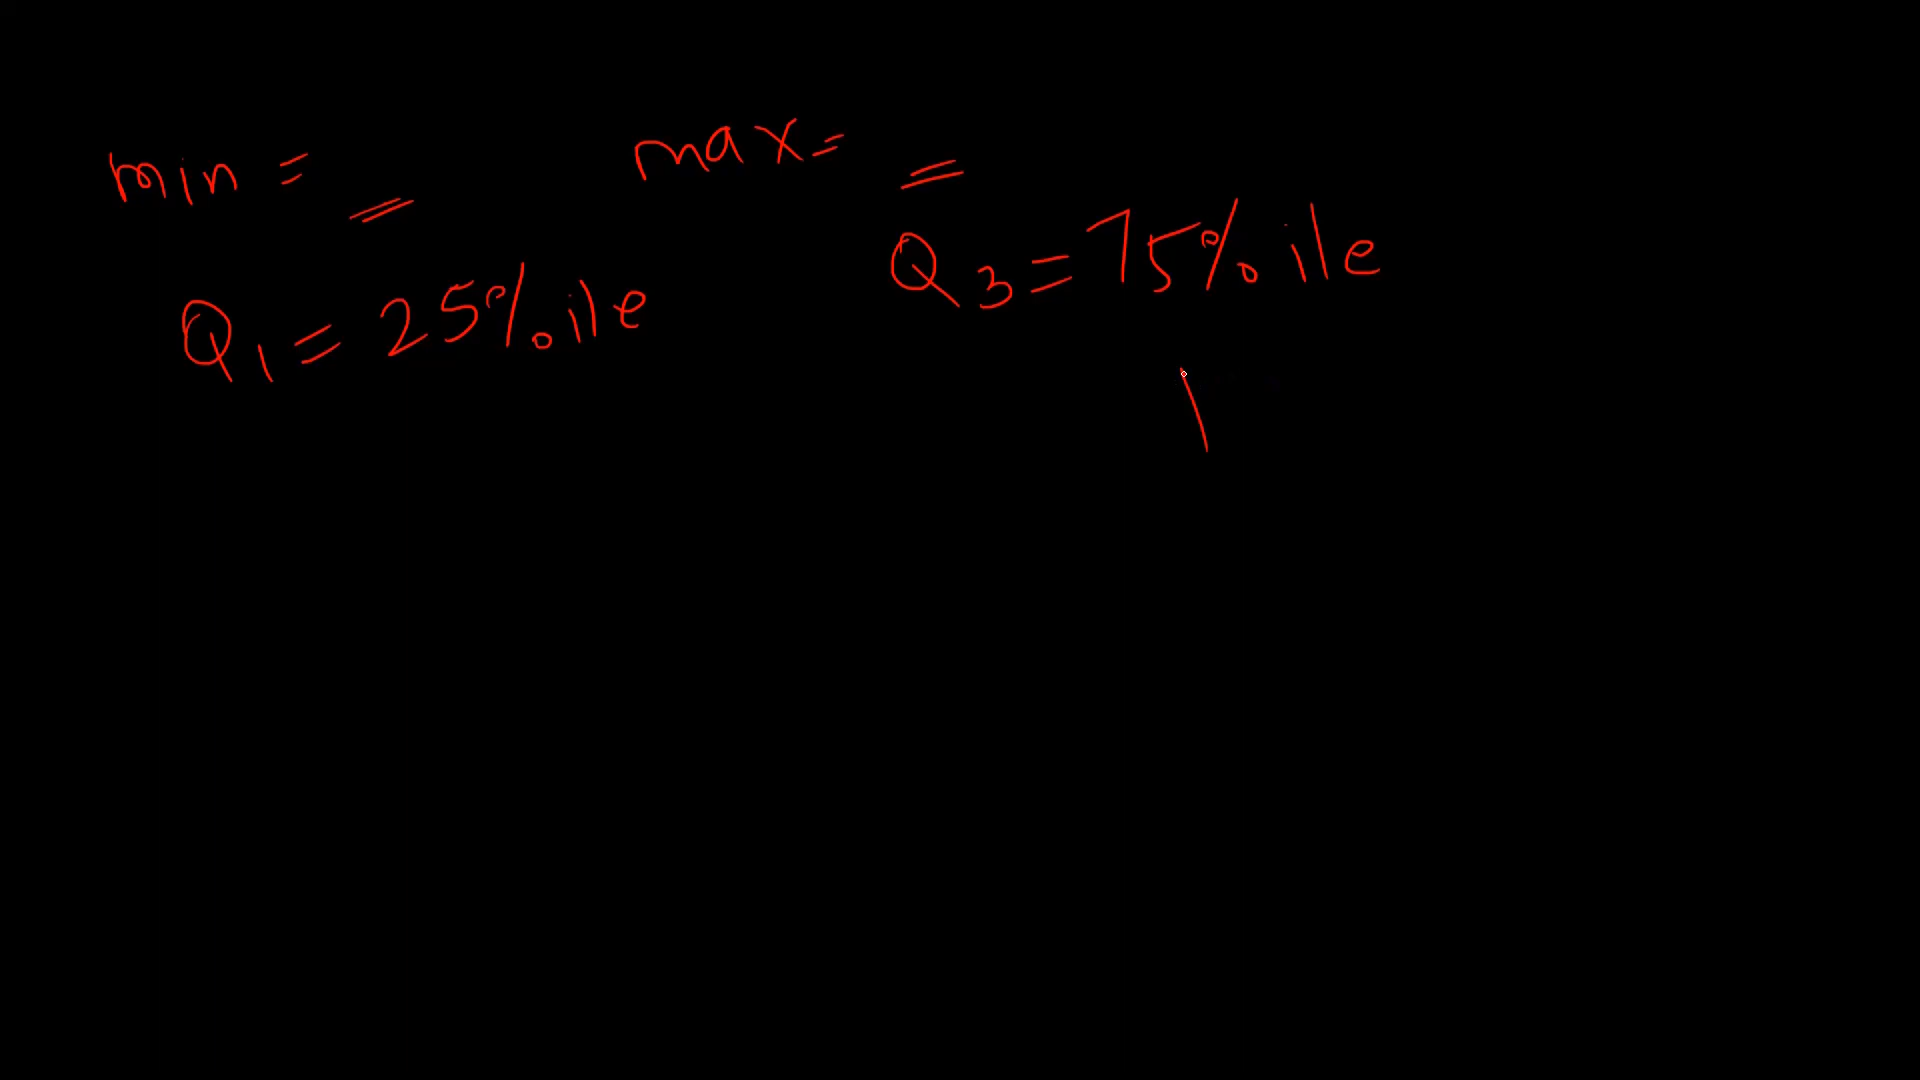 min = = max = =
Q1 = 25%ile Q3 = 75%ile